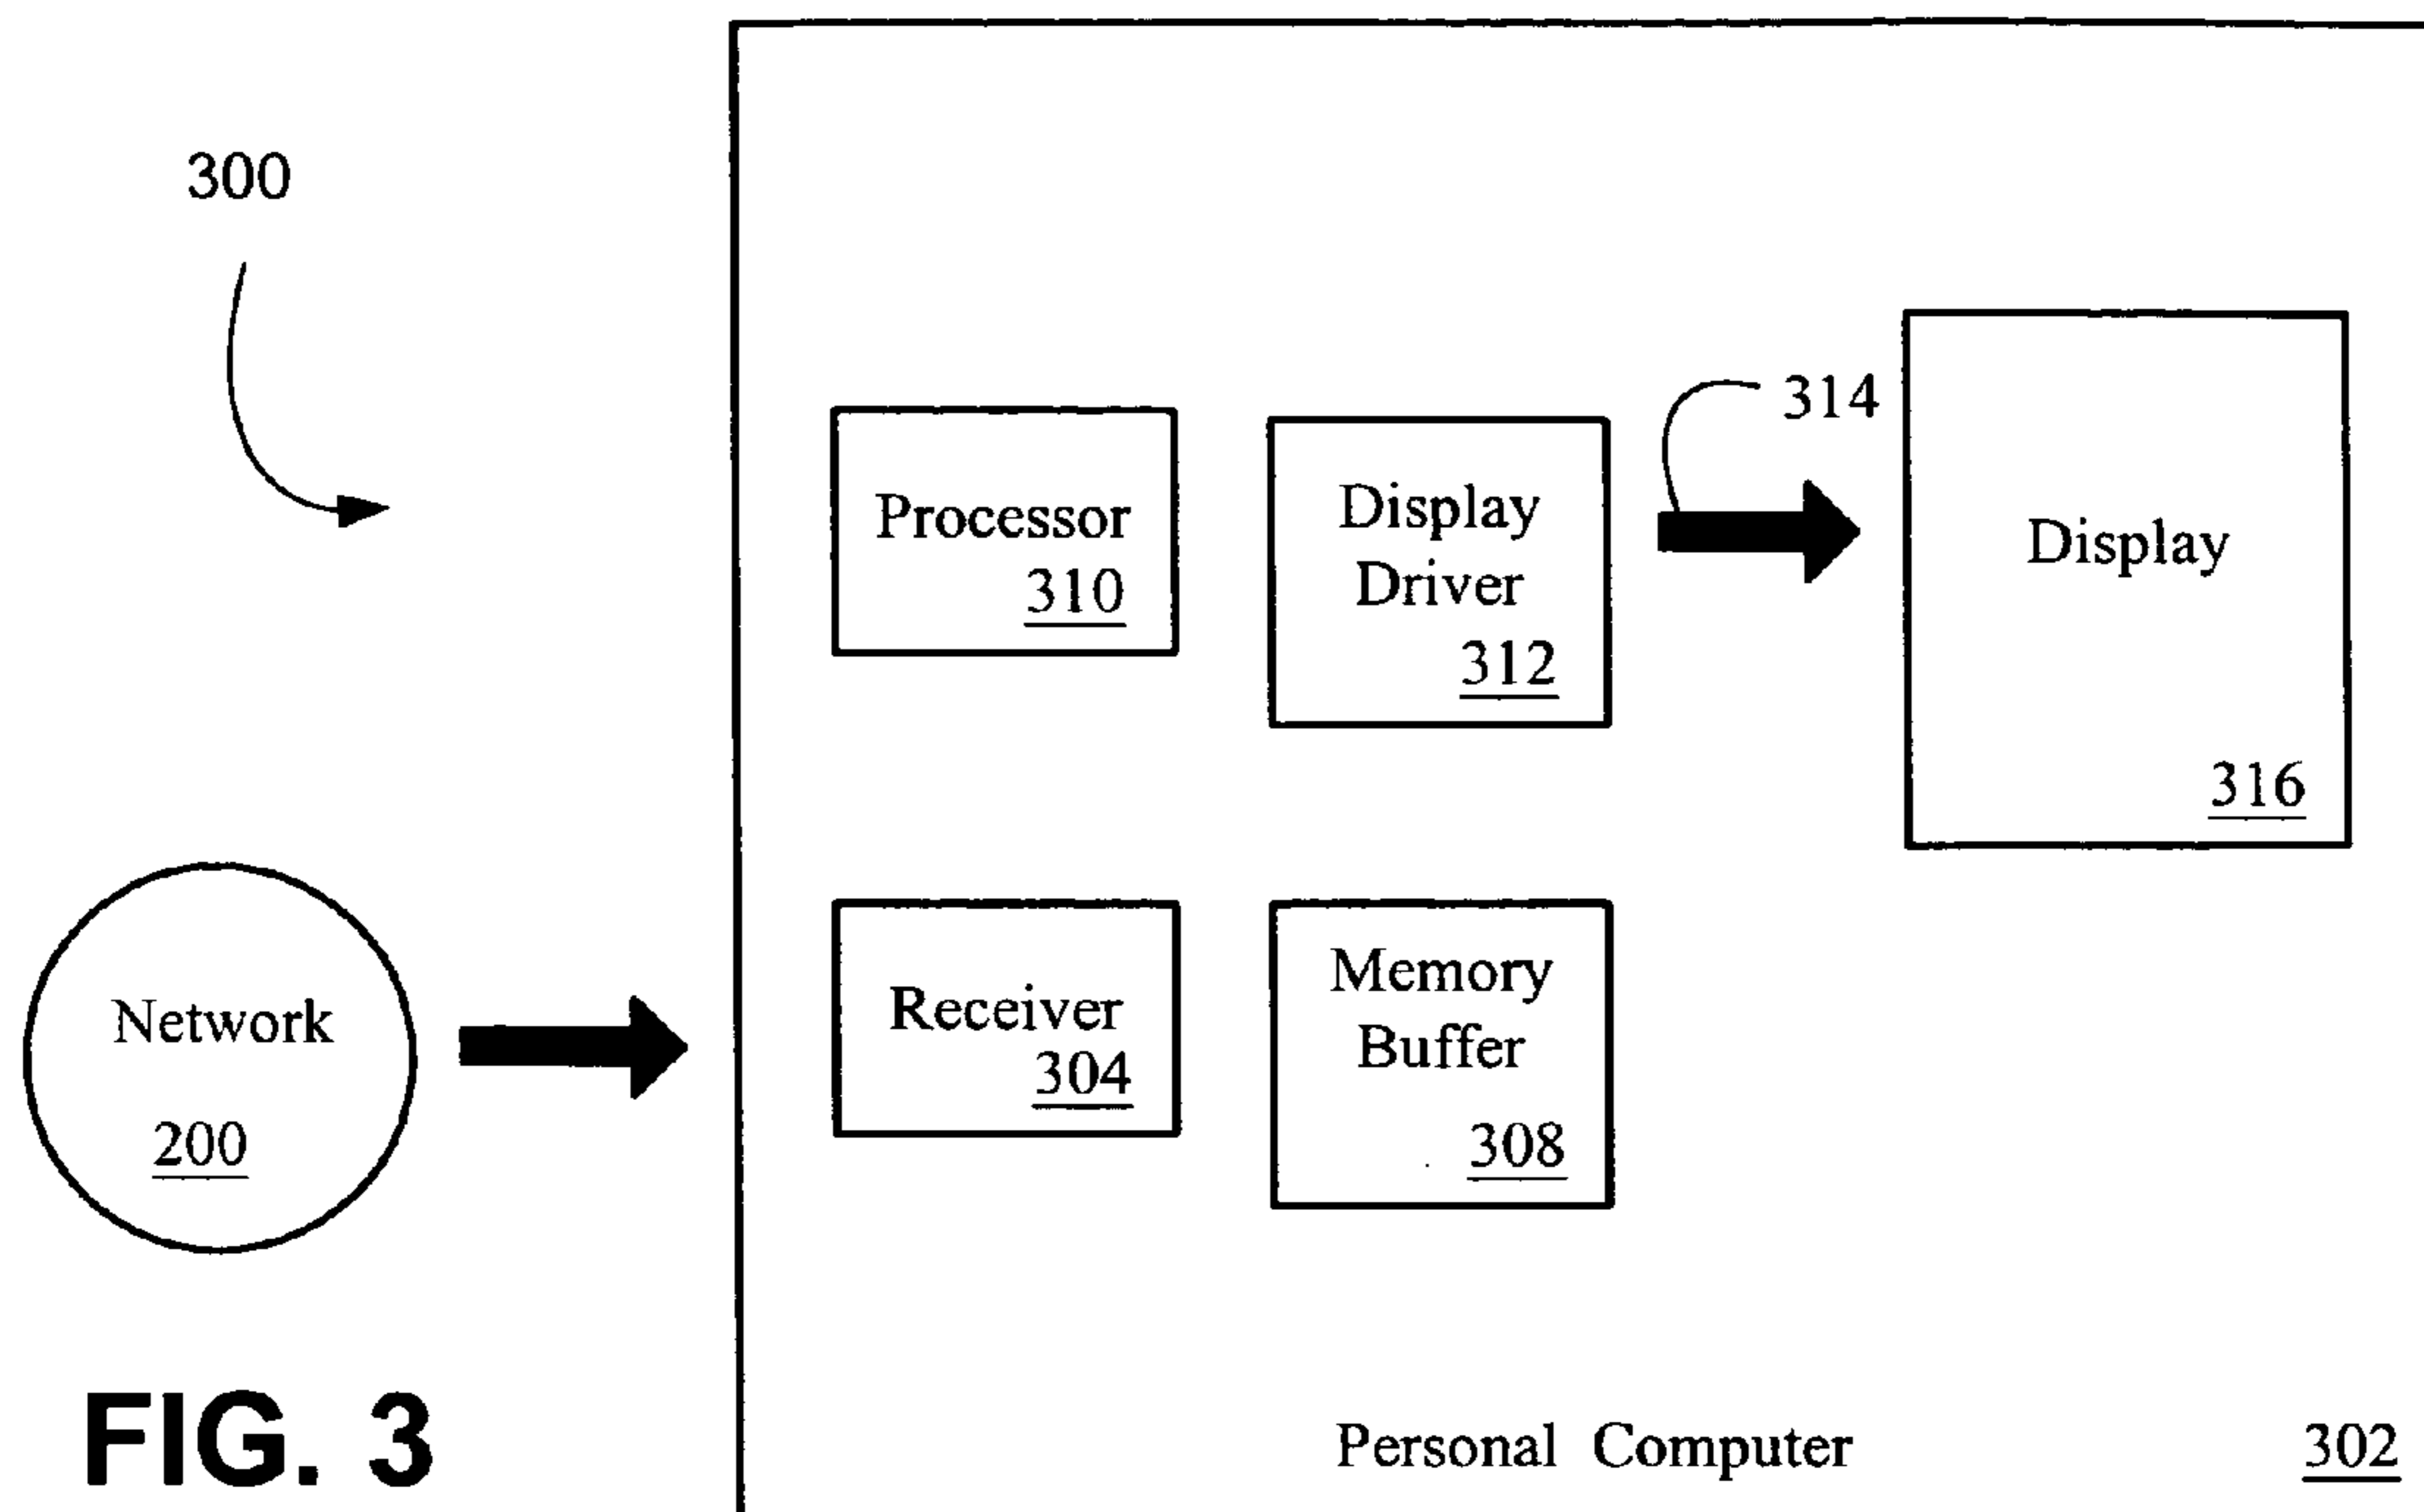 300
314
Processor
310
Display
Driver
312
Display
316
Network
200
Receiver
304
Memory
Buffer
308
FIG. 3
Personal Computer
302